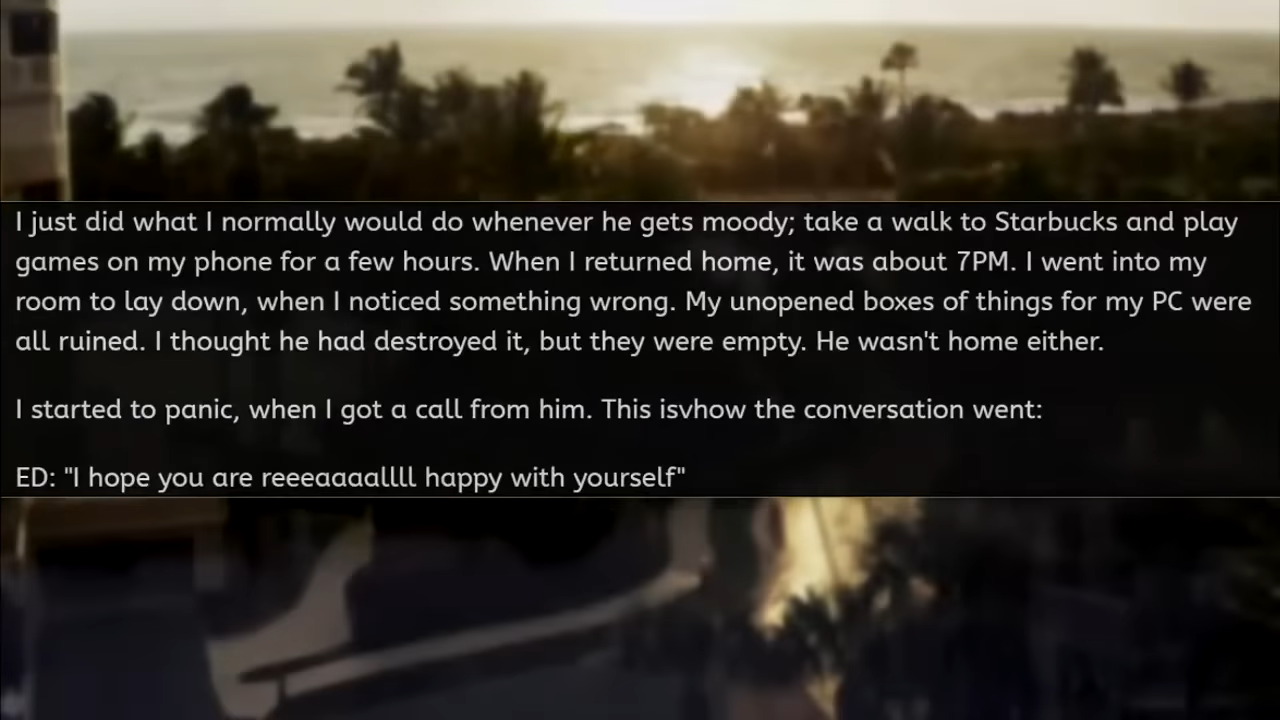 I just did what I normally would do whenever he gets moody; take a walk to Starbucks and play
games on my phone for a few hours. When I returned home, it was about 7PM. I went into my
room to lay down, when I noticed something wrong. My unopened boxes of things for my PC were
all ruined. I thought he had destroyed it, but they were empty. He wasn't home either.
I started to panic, when I got a call from him. This isvhow the conversation went:
ED: "I hope you are reeeaaaallll happy with yourself"